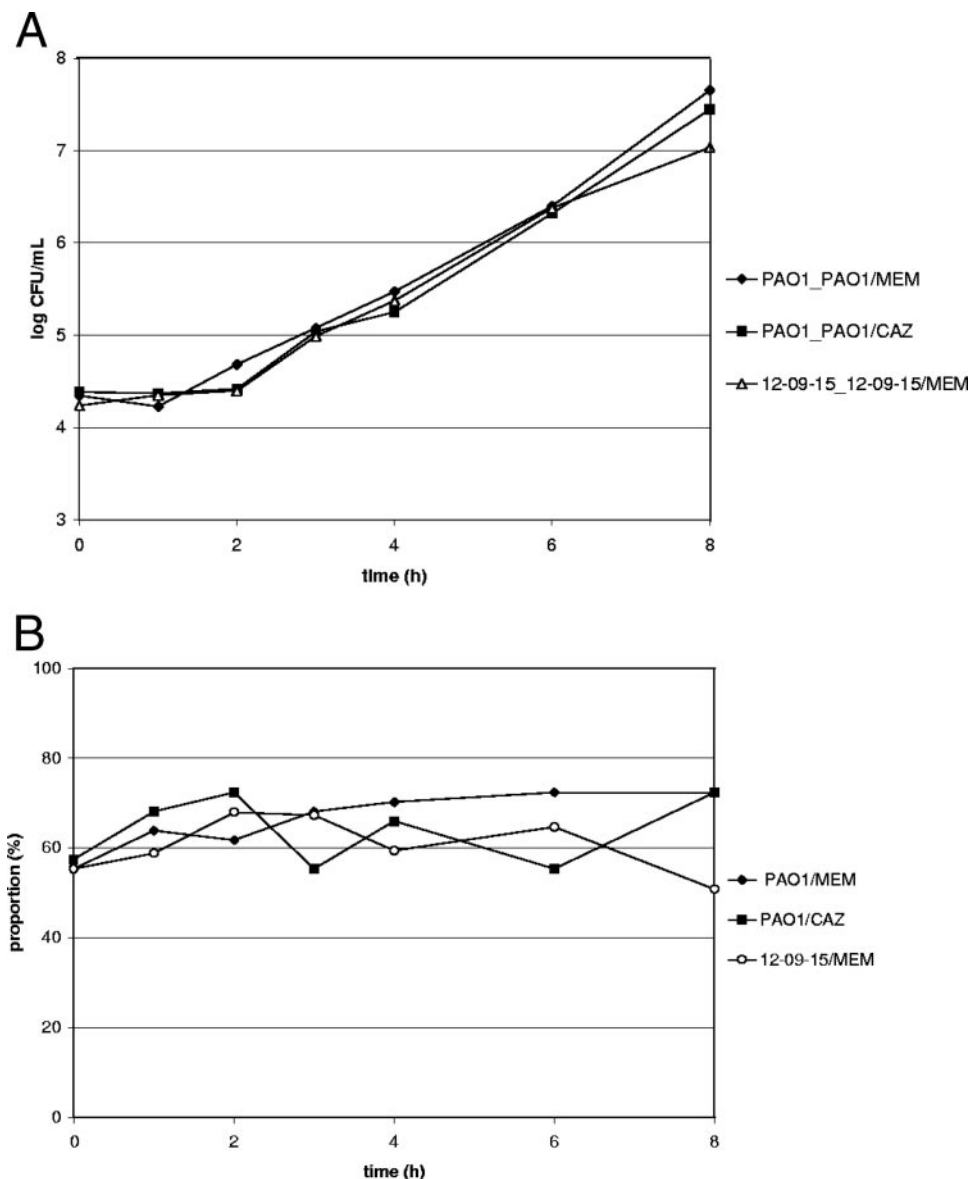 A
8
7
6
5
4
3
log CFU/mL
0 2 4 6 8
time (h)
PAO1_PAO1/MEM
PAO1_PAO1/CAZ
12-09-15_12-09-15/MEM
B
100
80
60
40
20
0
proportion (%)
0 2 4 6 8
time (h)
PAO1/MEM
PAO1/CAZ
12-09-15/MEM